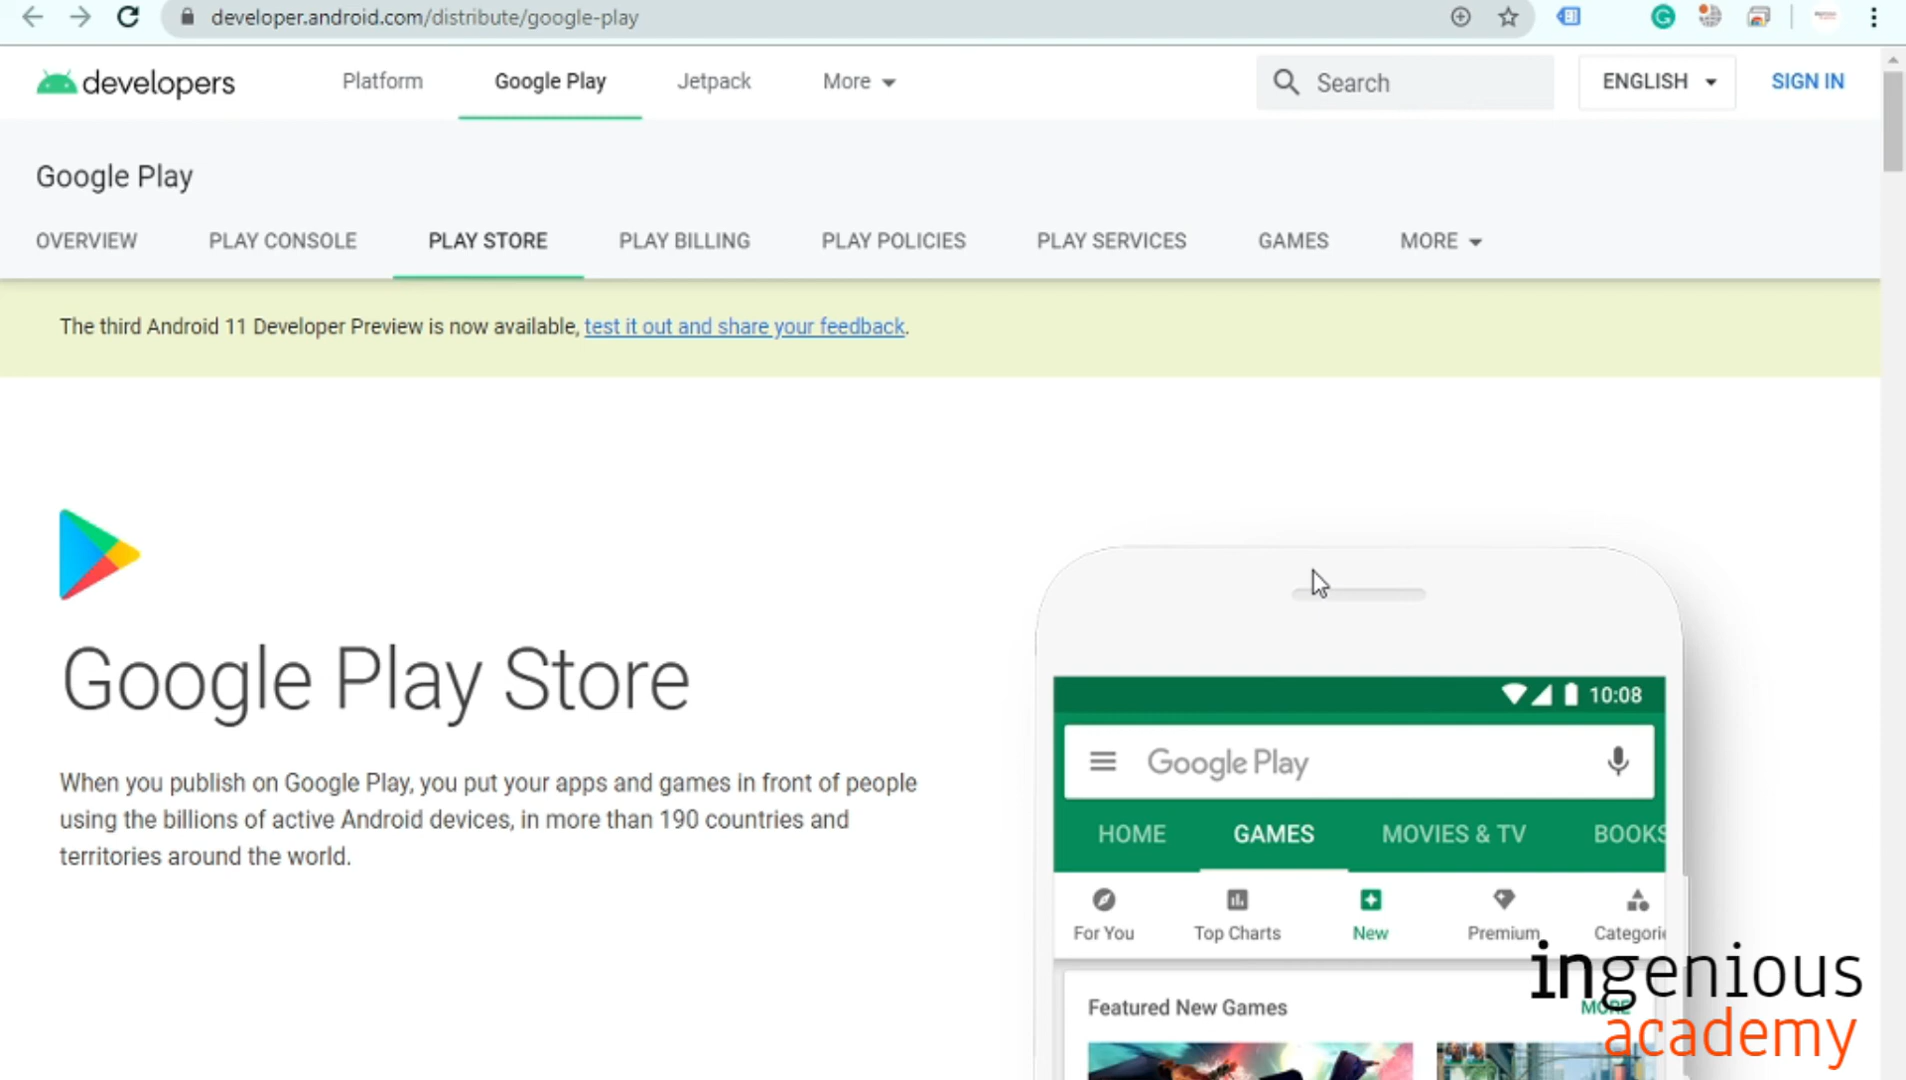 developer.android.com/distribute/google-play
developers
Platform
Google Play
Jetpack
More
Search
ENGLISH
SIGN IN
Google Play
OVERVIEW
PLAY CONSOLE
PLAY STORE
PLAY BILLING
PLAY POLICIES
PLAY SERVICES
GAMES
MORE
The third Android 11 Developer Preview is now available, test it out and share your feedback.
Google Play Store
When you publish on Google Play, you put your apps and games in front of people
using the billions of active Android devices, in more than 190 countries and
territories around the world.
10:08
Google Play
HOME
GAMES
MOVIES & TV
BOOKS
For You
Top Charts
New
Premium
Categorie
Featured New Games
MORE
ingenious
academy